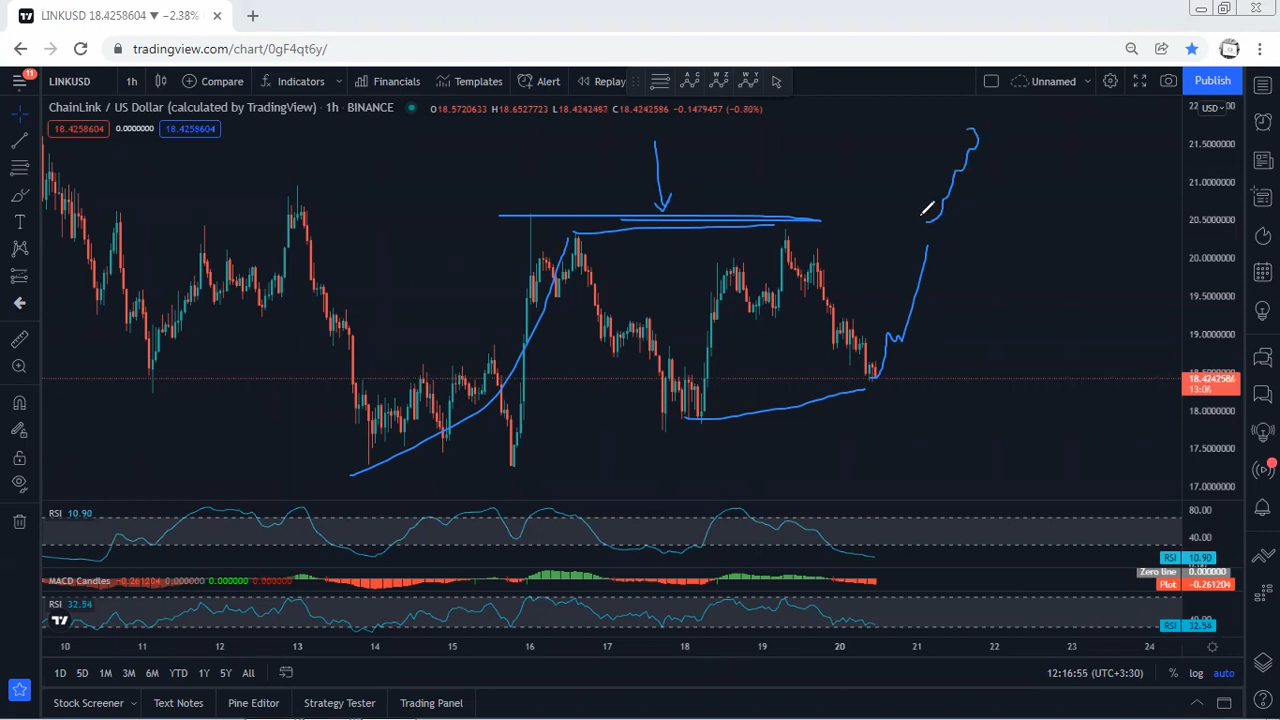 LINKUSD 18.4258604 ▼ −2.38%
tradingview.com/chart/0gF4qt6y/
11
LINKUSD 1h Compare Indicators Financials Templates Alert Replay Unnamed Publish
ChainLink / US Dollar (calculated by TradingView) · 1h · BINANCE
O18.5720633 H18.6527723 L18.4242487 C18.4242586 −0.1479457 (−0.80%)
18.4258604 0.000000 18.4258604
USD
21.5000000
21.0000000
20.5000000
20.0000000
19.5000000
19.0000000
18.4242586
13:06
18.0000000
17.5000000
17.0000000
RSI 10.90
80.00
40.00
RSI 10.90
MACD Candles −0.261204 0.000000 0.000000 0.000000
Zero line 0.000000
Plot −0.261204
RSI 32.54
RSI 32.54
10 11 12 13 14 15 16 17 18 19 20 21 22 23 24
1D 5D 1M 3M 6M YTD 1Y 5Y All 12:16:55 (UTC+3:30) % log auto
Stock Screener Text Notes Pine Editor Strategy Tester Trading Panel